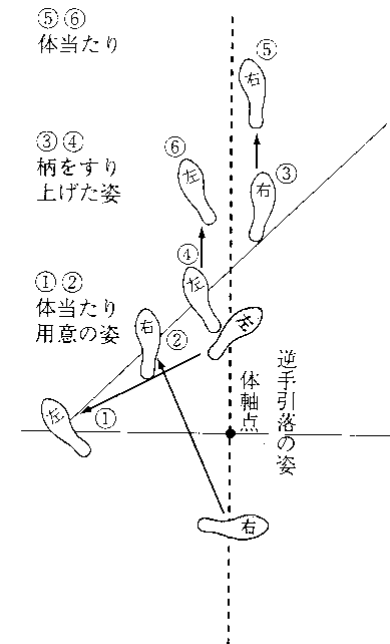 ⑤⑥
体当たり
③④
柄をすり
上げた姿
①②
体当たり
用意の姿
⑤
右
⑥
左
③
右
④
左
右
②
左
左
①
体軸点
逆手引落の姿
右